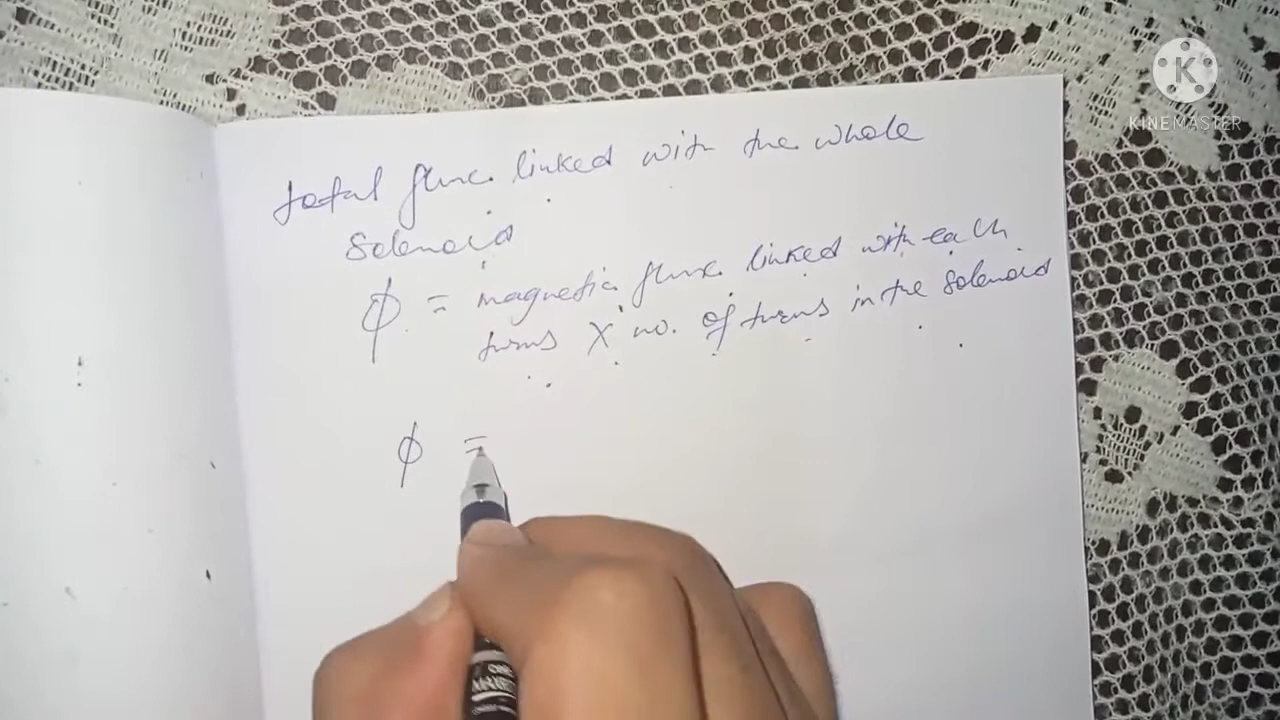 total flux linked with the whole
solenoid
ϕ = magnetic flux linked with each
turns X no. of turns in the solenoid
ϕ =
K
KINEMASTER